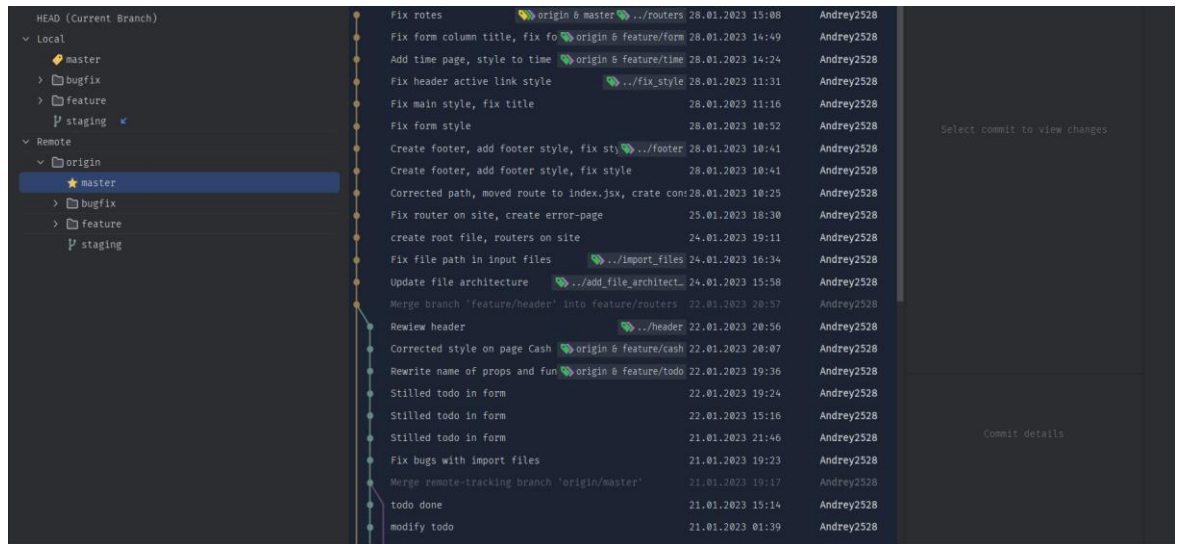 HEAD (Current Branch)
Local
master
bugfix
feature
staging
Remote
origin
master
bugfix
feature
staging
Fix rotes origin & master ../routers 28.01.2023 15:08 Andrey2528
Fix form column title, fix fo origin & feature/form 28.01.2023 14:49 Andrey2528
Add time page, style to time origin & feature/time 28.01.2023 14:24 Andrey2528
Fix header active link style ../fix_style 28.01.2023 11:31 Andrey2528
Fix main style, fix title 28.01.2023 11:16 Andrey2528
Fix form style 28.01.2023 10:52 Andrey2528
Create footer, add footer style, fix sty ../footer 28.01.2023 10:41 Andrey2528
Create footer, add footer style, fix style 28.01.2023 10:41 Andrey2528
Corrected path, moved route to index.jsx, crate cons 28.01.2023 10:25 Andrey2528
Fix router on site, create error-page 25.01.2023 18:30 Andrey2528
create root file, routers on site 24.01.2023 19:11 Andrey2528
Fix file path in input files ../import_files 24.01.2023 16:34 Andrey2528
Update file architecture ../add_file_architect… 24.01.2023 15:58 Andrey2528
Merge branch 'feature/header' into feature/routers 22.01.2023 20:57 Andrey2528
Rewiew header ../header 22.01.2023 20:56 Andrey2528
Corrected style on page Cash origin & feature/cash 22.01.2023 20:07 Andrey2528
Rewrite name of props and fun origin & feature/todo 22.01.2023 19:36 Andrey2528
Stilled todo in form 22.01.2023 19:24 Andrey2528
Stilled todo in form 22.01.2023 15:16 Andrey2528
Stilled todo in form 21.01.2023 21:46 Andrey2528
Fix bugs with import files 21.01.2023 19:23 Andrey2528
Merge remote-tracking branch 'origin/master' 21.01.2023 19:17 Andrey2528
todo done 21.01.2023 15:14 Andrey2528
modify todo 21.01.2023 01:39 Andrey2528
Select commit to view changes
Commit details